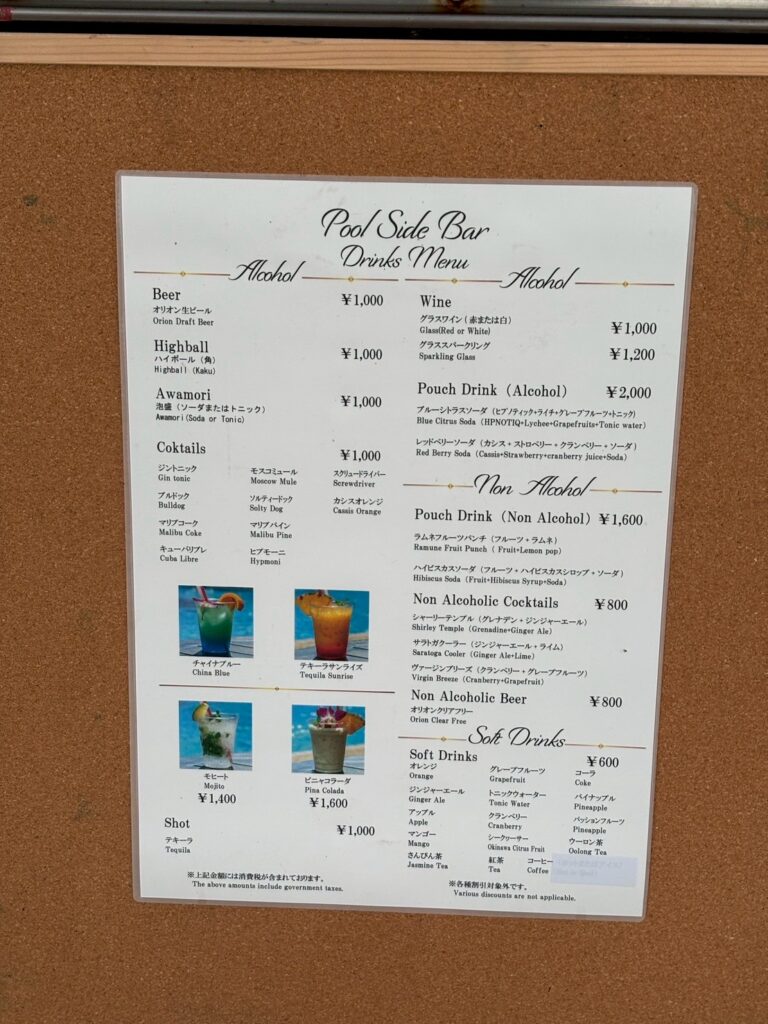 Pool Side Bar
Drinks Menu
Alcohol
Beer ¥1,000
オリオン生ビール
Orion Draft Beer
Highball ¥1,000
ハイボール（角）
Highball (Kaku)
Awamori ¥1,000
泡盛（ソーダまたはトニック）
Awamori(Soda or Tonic)
Coktails ¥1,000
ジントニック モスコミュール スクリュードライバー
Gin tonic Moscow Mule Screwdriver
ブルドック ソルティードック カシスオレンジ
Bulldog Solty Dog Cassis Orange
マリブコーク マリブパイン
Malibu Coke Malibu Pine
キューバリブレ ヒプモーニ
Cuba Libre Hypmoni
チャイナブルー テキーラサンライズ
China Blue Tequila Sunrise
モヒート ピニャコラーダ
Mojito Pina Colada
¥1,400 ¥1,600
Shot ¥1,000
テキーラ
Tequila
※上記金額には消費税が含まれております。
The above amounts include government taxes.
Alcohol
Wine
グラスワイン ( 赤または白 )
Glass(Red or White) ¥1,000
グラススパークリング
Sparkling Glass ¥1,200
Pouch Drink (Alcohol) ¥2,000
ブルーシトラスソーダ（ヒプノティック+ライチ+グレープフルーツ+トニック）
Blue Citrus Soda (HPNOTIQ+Lychee+Grapefruits+Tonic water)
レッドベリーソーダ（カシス + ストロベリー + クランベリー + ソーダ）
Red Berry Soda (Cassis+Strawberry+cranberry juice+Soda)
Non Alcohol
Pouch Drink (Non Alcohol) ¥1,600
ラムネフルーツパンチ（フルーツ + ラムネ）
Ramune Fruit Punch ( Fruit+Lemon pop)
ハイビスカスソーダ（フルーツ + ハイビスカスシロップ + ソーダ）
Hibiscus Soda (Fruit+Hibiscus Syrup+Soda)
Non Alcoholic Cocktails ¥800
シャーリーテンプル（グレナデン + ジンジャーエール）
Shirley Temple (Grenadine+Ginger Ale)
サラトガクーラー（ジンジャーエール + ライム）
Saratoga Cooler (Ginger Ale+Lime)
ヴァージンブリーズ（クランベリー + グレープフルーツ）
Virgin Breeze (Cranberry+Grapefruit)
Non Alcoholic Beer ¥800
オリオンクリアフリー
Orion Clear Free
Soft Drinks
Soft Drinks ¥600
オレンジ グレープフルーツ コーラ
Orange Grapefruit Coke
ジンジャーエール トニックウォーター パイナップル
Ginger Ale Tonic Water Pineapple
アップル クランベリー パッションフルーツ
Apple Cranberry Pineapple
マンゴー シークヮーサー ウーロン茶
Mango Okinawa Citrus Fruit Oolong Tea
さんぴん茶 紅茶 コーヒー
Jasmine Tea Tea Coffee
※各種割引対象外です。
Various discounts are not applicable.